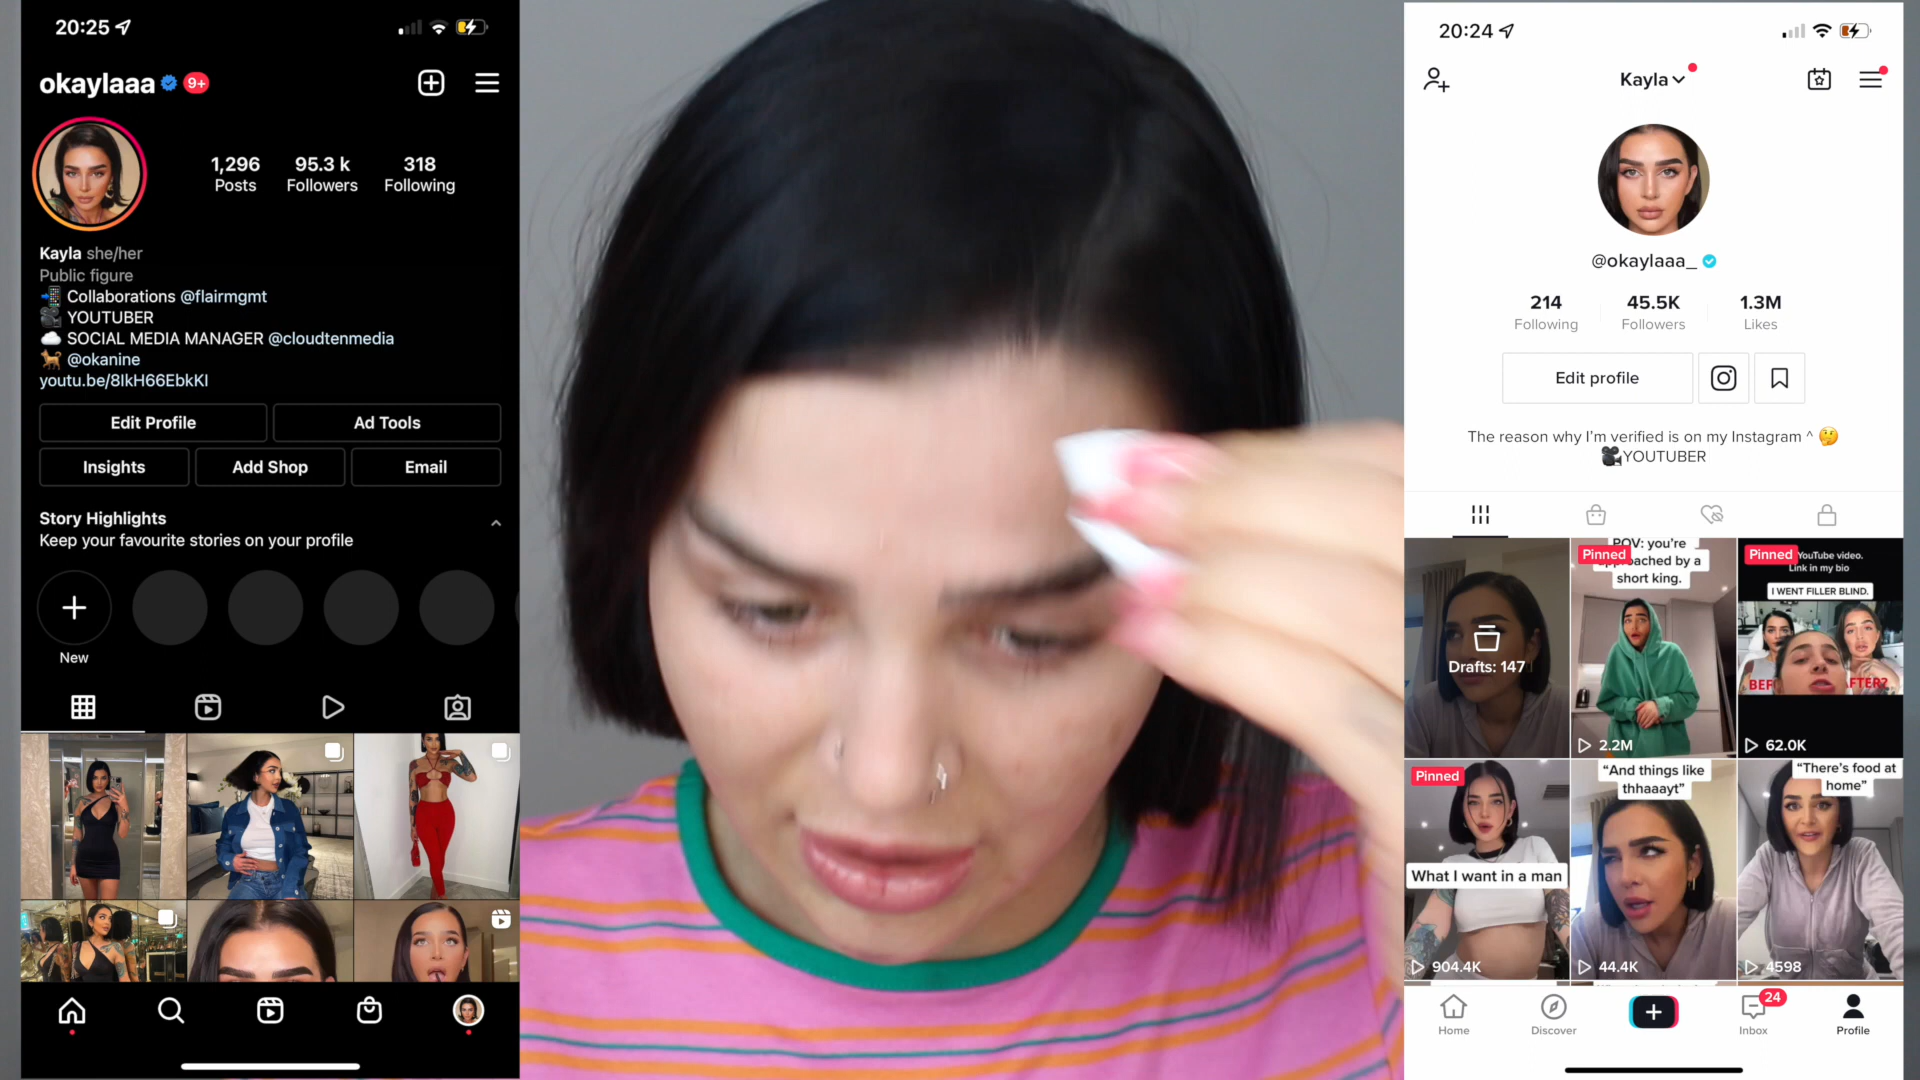 20:25
okaylaaa 9+
1,296 95.3 k 318
Posts Followers Following
Kayla she/her
Public figure
Collaborations @flairmgmt
YOUTUBER
SOCIAL MEDIA MANAGER @cloudtenmedia
@okanine
youtu.be/8IkH66EbkKI
Edit Profile Ad Tools
Insights Add Shop Email
Story Highlights
Keep your favourite stories on your profile
New
20:24
Kayla
@okaylaaa_
214 45.5K 1.3M
Following Followers Likes
Edit profile
The reason why I'm verified is on my Instagram ^
YOUTUBER
Drafts: 147
Pinned
POV: you're
approached by a
short king.
2.2M
Pinned
YouTube video.
Link in my bio
I WENT FILLER BLIND.
62.0K
Pinned
What I want in a man
904.4K
“And things like
thhaaayt”
44.4K
“There's food at
home”
4598
24
Home Discover Inbox Profile